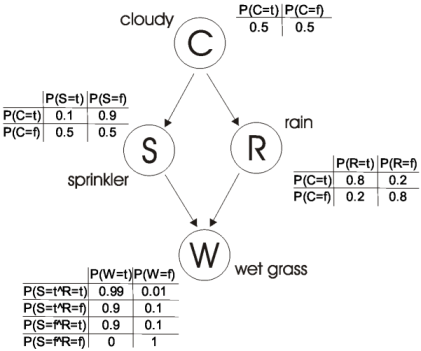 cloudy
P(C=t) P(C=f)
0.5 0.5
C
P(S=t) P(S=f)
P(C=t) 0.1 0.9
P(C=f) 0.5 0.5
S
sprinkler
rain
R
P(R=t) P(R=f)
P(C=t) 0.8 0.2
P(C=f) 0.2 0.8
W
wet grass
P(W=t) P(W=f)
P(S=t^R=t) 0.99 0.01
P(S=t^R=f) 0.9 0.1
P(S=f^R=t) 0.9 0.1
P(S=f^R=f) 0 1